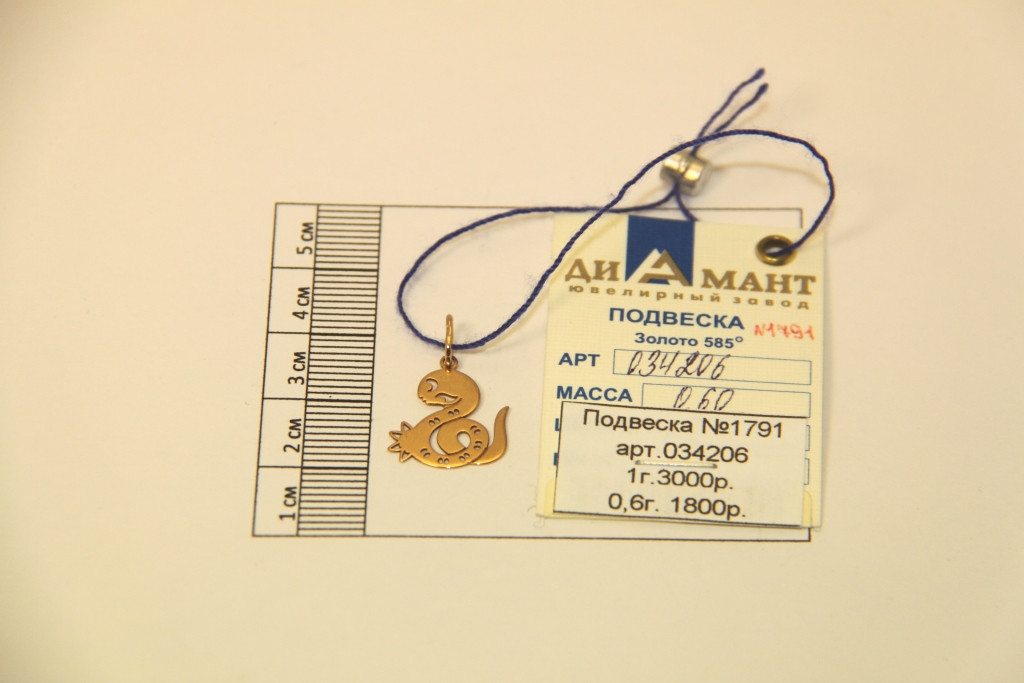 5 см
4 см
3 см
2 см
1 см
ДИАМАНТ
ювелирный завод
ПОДВЕСКА №1791
Золото 585°
АРТ 034206
МАССА 0,60
Подвеска №1791
арт.034206
1г.3000р.
0,6г. 1800р.